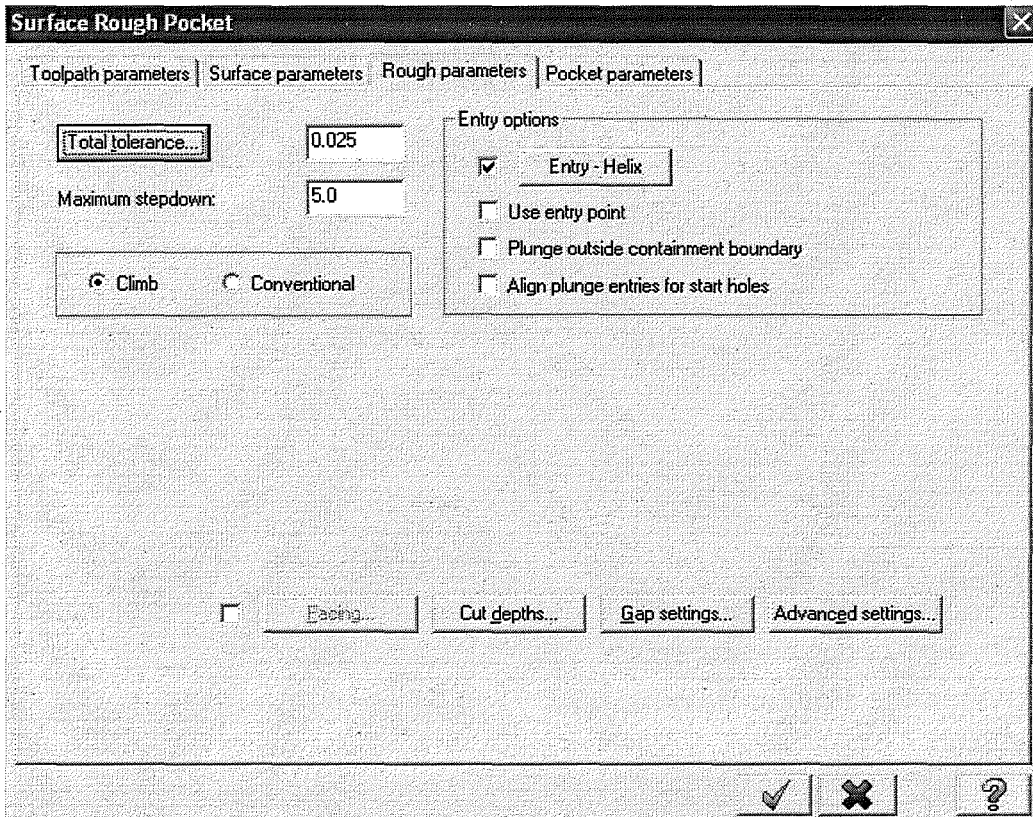 Surface Rough Pocket
Toolpath parameters Surface parameters Rough parameters Pocket parameters
Total tolerance... 0.025
Maximum stepdown: 5.0
Climb Conventional
Entry options
Entry - Helix
Use entry point
Plunge outside containment boundary
Align plunge entries for start holes
Facing... Cut depths... Gap settings... Advanced settings...